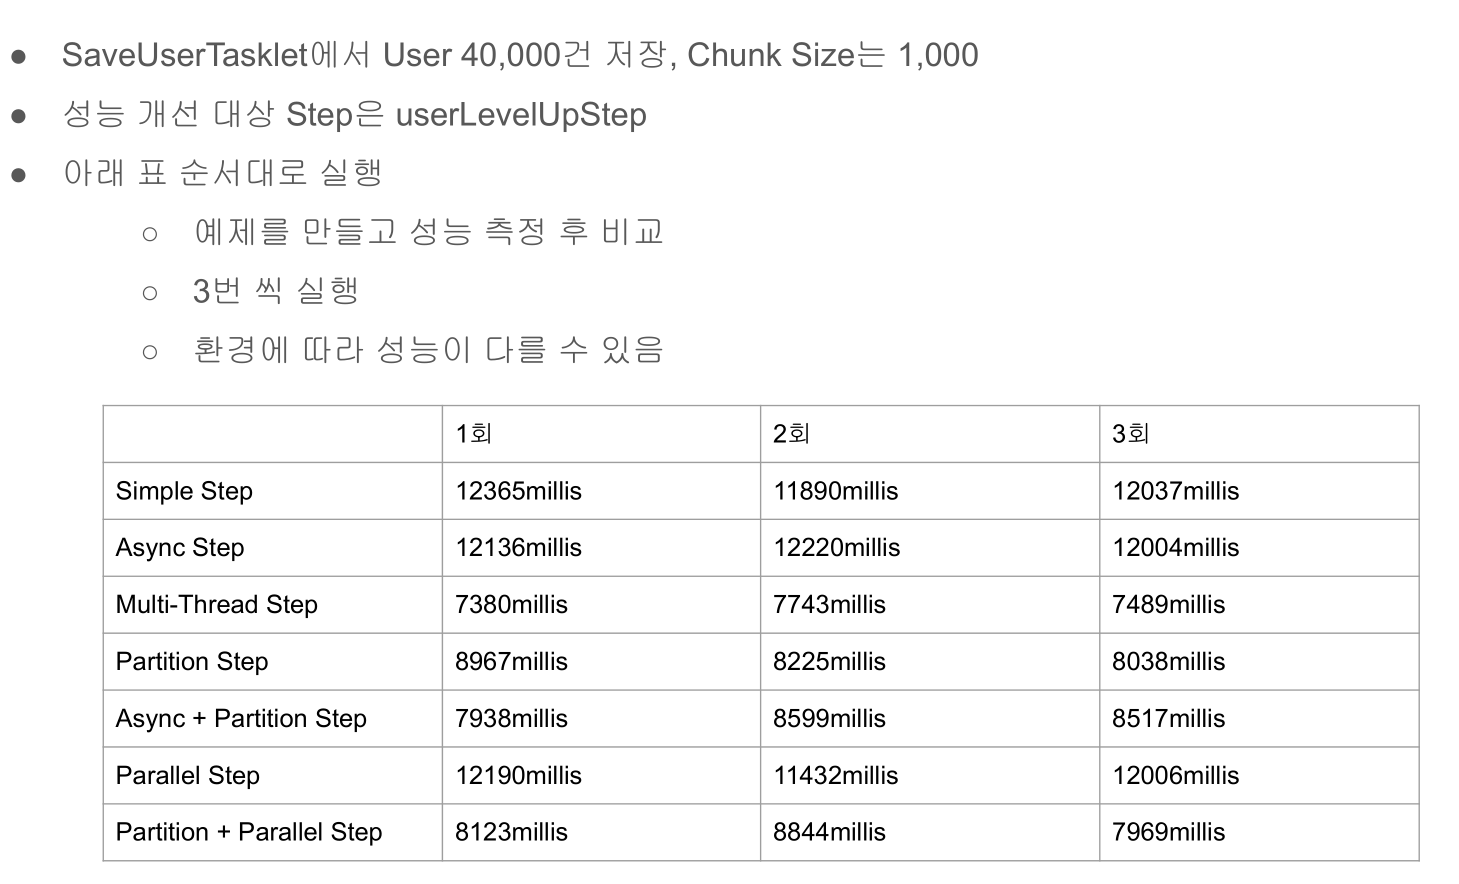 ● SaveUserTasklet에서 User 40,000건 저장, Chunk Size는 1,000
● 성능 개선 대상 Step은 userLevelUpStep
● 아래 표 순서대로 실행
○ 예제를 만들고 성능 측정 후 비교
○ 3번 씩 실행
○ 환경에 따라 성능이 다를 수 있음
1회 2회 3회
Simple Step 12365millis 11890millis 12037millis
Async Step 12136millis 12220millis 12004millis
Multi-Thread Step 7380millis 7743millis 7489millis
Partition Step 8967millis 8225millis 8038millis
Async + Partition Step 7938millis 8599millis 8517millis
Parallel Step 12190millis 11432millis 12006millis
Partition + Parallel Step 8123millis 8844millis 7969millis